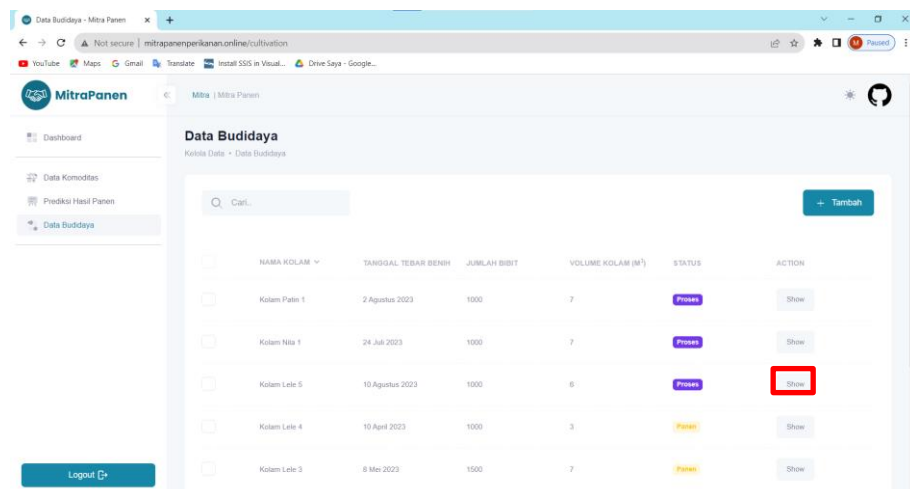 Data Budidaya - Mitra Panen
Not secure | mitrapanenperikanan.online/cultivation
Paused
YouTube Maps Gmail Translate Install SSIS in Visual... Drive Saya - Google...
MitraPanen
Mitra | Mitra Panen
Dashboard
Data Komoditas
Prediksi Hasil Panen
Data Budidaya
Logout
Data Budidaya
Kelola Data • Data Budidaya
Cari..
+ Tambah
NAMA KOLAM TANGGAL TEBAR BENIH JUMLAH BIBIT VOLUME KOLAM (M³) STATUS ACTION
Kolam Patin 1 2 Agustus 2023 1000 7 Proses Show
Kolam Nila 1 24 Juli 2023 1000 7 Proses Show
Kolam Lele 5 10 Agustus 2023 1000 6 Proses Show
Kolam Lele 4 10 April 2023 1000 3 Panen Show
Kolam Lele 3 8 Mei 2023 1500 7 Panen Show